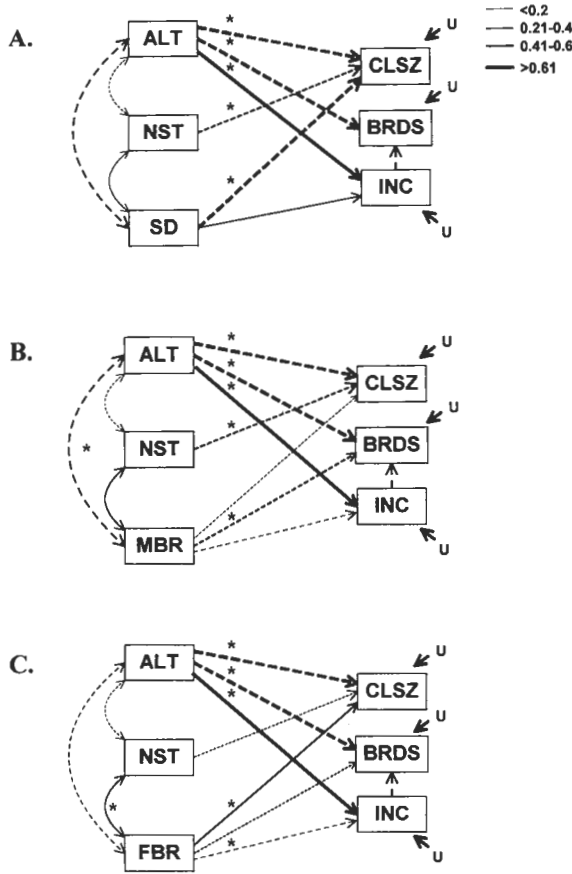 <0.2
0.21-0.4
0.41-0.6
>0.61
A.
ALT
NST
SD
CLSZ
BRDS
INC
U
U
U
*
*
*
*
B.
ALT
NST
MBR
CLSZ
BRDS
INC
U
U
U
*
*
*
*
*
*
C.
ALT
NST
FBR
CLSZ
BRDS
INC
U
U
U
*
*
*
*
*
*